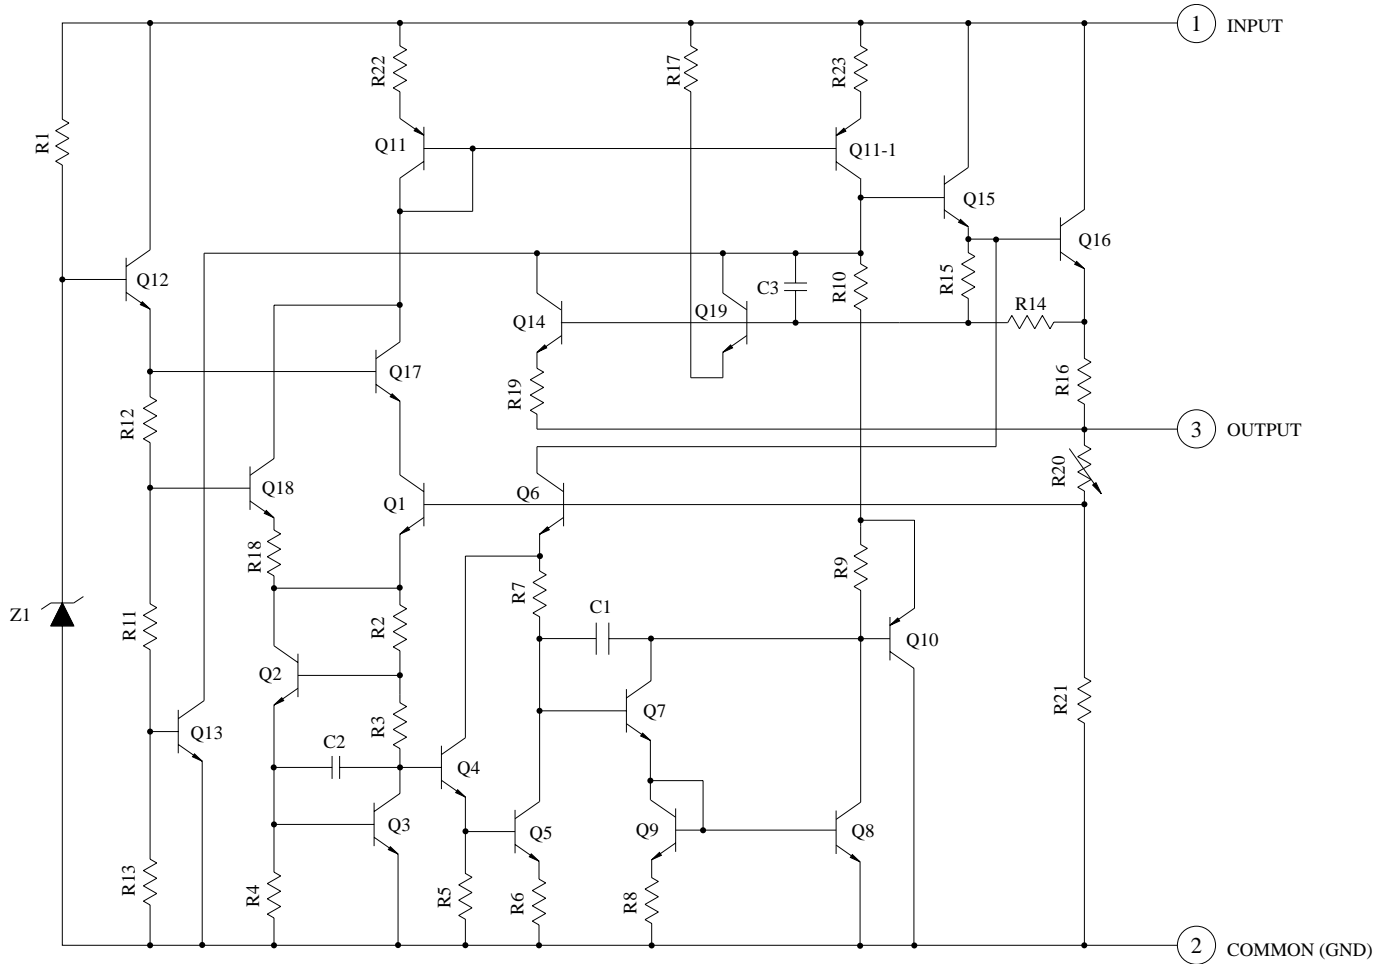 1 INPUT
R22
R17
R23
R1
Q11
Q11-1
Q15
Q16
Q12
C3
R10
R15
R14
Q14
Q19
Q17
R19
R16
R12
3 OUTPUT
R20
Q18
Q1
Q6
R18
R7
R9
Z1
R11
R2
C1
Q10
Q2
R21
Q7
R3
Q13
C2
Q4
Q3
Q5
Q9
Q8
R13
R4
R5
R6
R8
2 COMMON (GND)